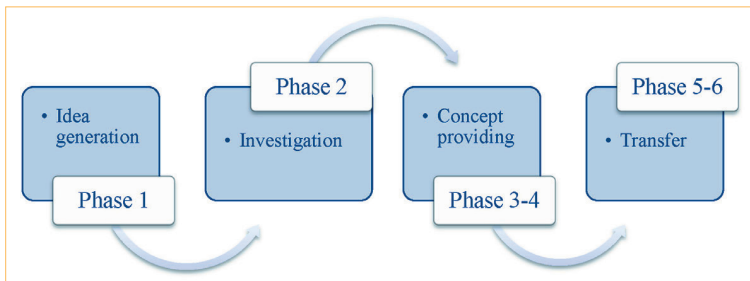 • Idea
generation
Phase 1
Phase 2
• Investigation
• Concept
providing
Phase 3-4
Phase 5-6
• Transfer